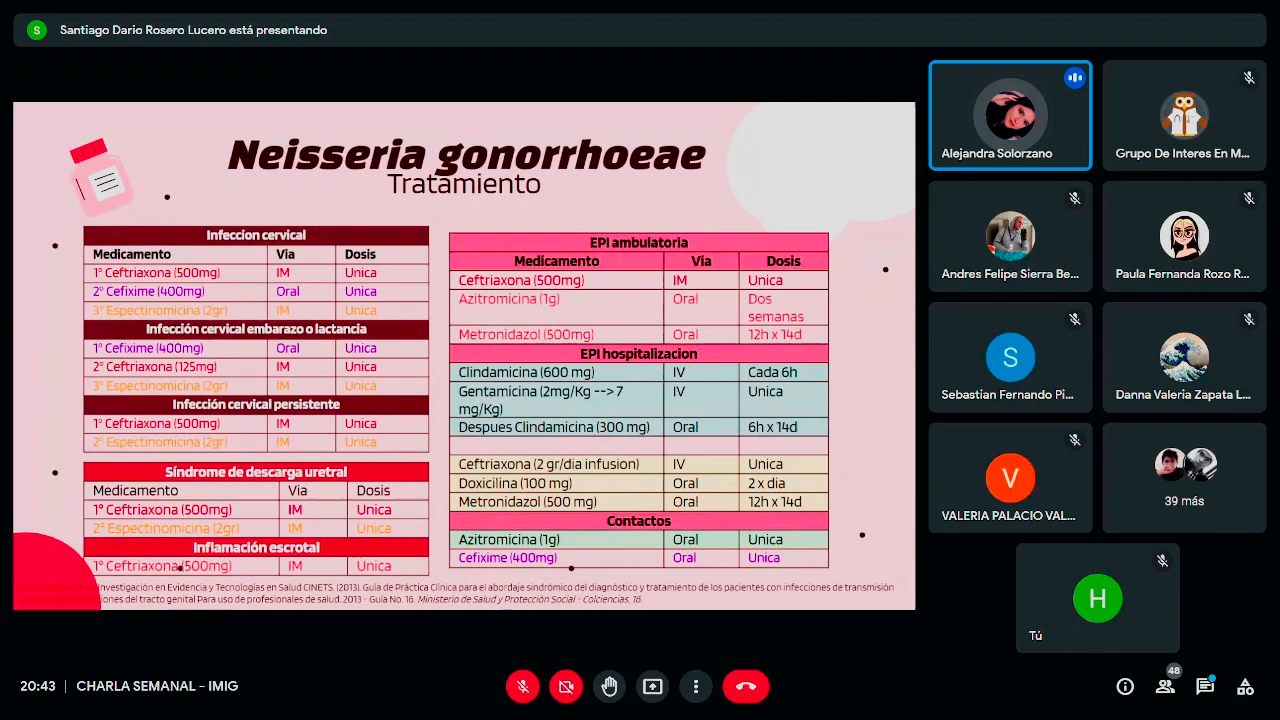 S Santiago Dario Rosero Lucero está presentando
Neisseria gonorrhoeae
Tratamiento
Infeccion cervical
Medicamento Via Dosis
1° Ceftriaxona (500mg) IM Unica
2° Cefixime (400mg) Oral Unica
3° Espectinomicina (2gr) IM Unica
Infección cervical embarazo o lactancia
1° Cefixime (400mg) Oral Unica
2° Ceftriaxona (125mg) IM Unica
3° Espectinomicina (2gr) IM Unica
Infección cervical persistente
1° Ceftriaxona (500mg) IM Unica
2° Espectinomicina (2gr) IM Unica
Síndrome de descarga uretral
Medicamento Via Dosis
1° Ceftriaxona (500mg) IM Unica
2° Espectinomicina (2gr) IM Unica
Inflamación escrotal
1° Ceftriaxona (500mg) IM Unica
EPI ambulatoria
Medicamento Via Dosis
Ceftriaxona (500mg) IM Unica
Azitromicina (1g) Oral Dos
semanas
Metronidazol (500mg) Oral 12h x 14d
EPI hospitalizacion
Clindamicina (600 mg) IV Cada 6h
Gentamicina (2mg/Kg --> 7 IV Unica
mg/Kg)
Despues Clindamicina (300 mg) Oral 6h x 14d
Ceftriaxona (2 gr/dia infusion) IV Unica
Doxicilina (100 mg) Oral 2 x dia
Metronidazol (500 mg) Oral 12h x 14d
Contactos
Azitromicina (1g) Oral Unica
Cefixime (400mg) Oral Unica
Investigación en Evidencia y Tecnologías en Salud CINETS. (2013). Guía de Práctica Clínica para el abordaje sindrómico del diagnóstico y tratamiento de los pacientes con infecciones de transmisión
del tracto genital Para uso de profesionales de salud. 2013 - Guía No. 16. Ministerio de Salud y Protección Social - Colciencias, 16.
Alejandra Solorzano
Grupo De Interes En M...
Andres Felipe Sierra Be...
Paula Fernanda Rozo R...
S
Sebastian Fernando Pi...
Danna Valeria Zapata L...
V
VALERIA PALACIO VAL...
39 más
H
Tú
20:43 | CHARLA SEMANAL - IMIG
48